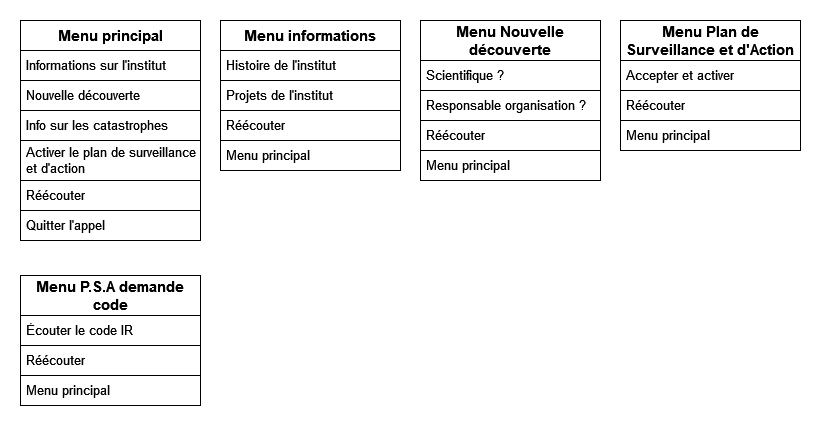 Menu principal
Informations sur l'institut
Nouvelle découverte
Info sur les catastrophes
Activer le plan de surveillance
et d'action
Réécouter
Quitter l'appel
Menu informations
Histoire de l'institut
Projets de l'institut
Réécouter
Menu principal
Menu Nouvelle
découverte
Scientifique ?
Responsable organisation ?
Réécouter
Menu principal
Menu Plan de
Surveillance et d'Action
Accepter et activer
Réécouter
Menu principal
Menu P.S.A demande
code
Écouter le code IR
Réécouter
Menu principal